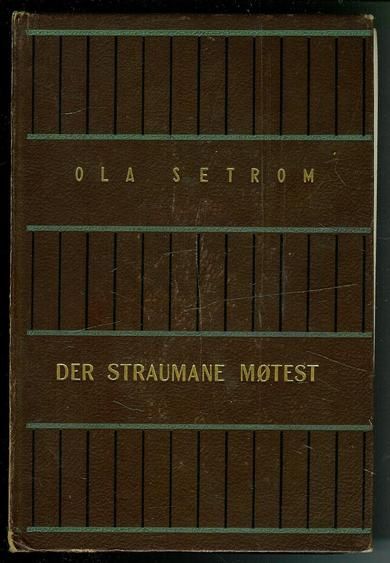 OLA SETROM
DER STRAUMANE MØTEST